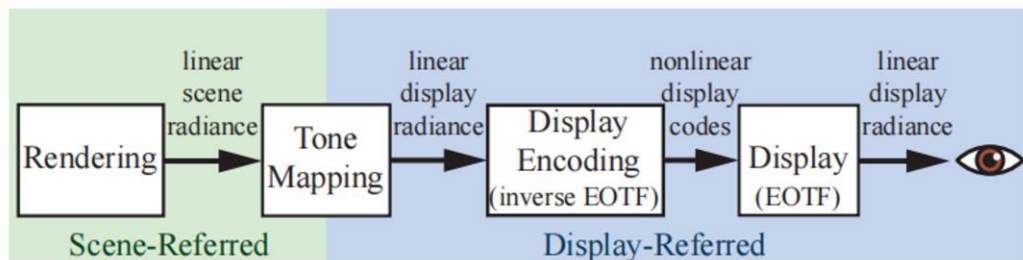 linear
scene
radiance
linear
display
radiance
nonlinear
display
codes
linear
display
radiance
Rendering
Tone
Mapping
Display
Encoding
(inverse EOTF)
Display
(EOTF)
Scene-Referred
Display-Referred